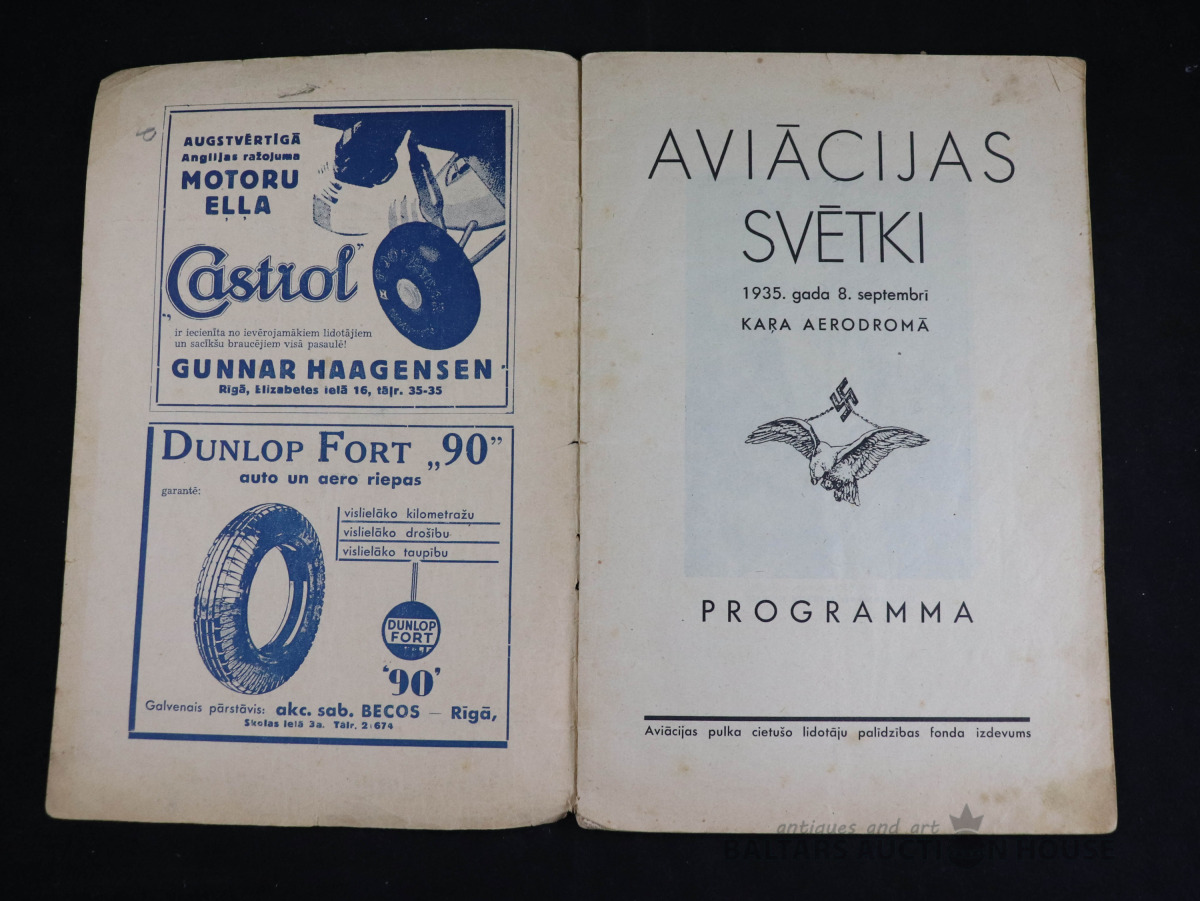 AUGSTVĒRTĪGĀ
Anglijas ražojuma
MOTORU
EĻĻA
„Castrol”
ir iecienīta no ievērojamākiem lidotājiem
un sacīkšu braucējiem visā pasaulē!
GUNNAR HAAGENSEN
Rīgā, Elizabetes ielā 16, tāļr. 35-35
DUNLOP FORT „90”
auto un aero riepas
garantē:
vislielāko kilometražu
vislielāko drošību
vislielāko taupību
DUNLOP
FORT
‘90’
Galvenais pārstāvis: akc. sab. BECOS — Rīgā,
Skolas ielā 3a. Tālr. 2.674
AVIĀCIJAS
SVĒTKI
1935. gada 8. septembrī
KAŖA AERODROMĀ
PROGRAMMA
Aviācijas pulka cietušo lidotāju palīdzības fonda izdevums
antiques and art
BALTARS AUCTION HOUSE